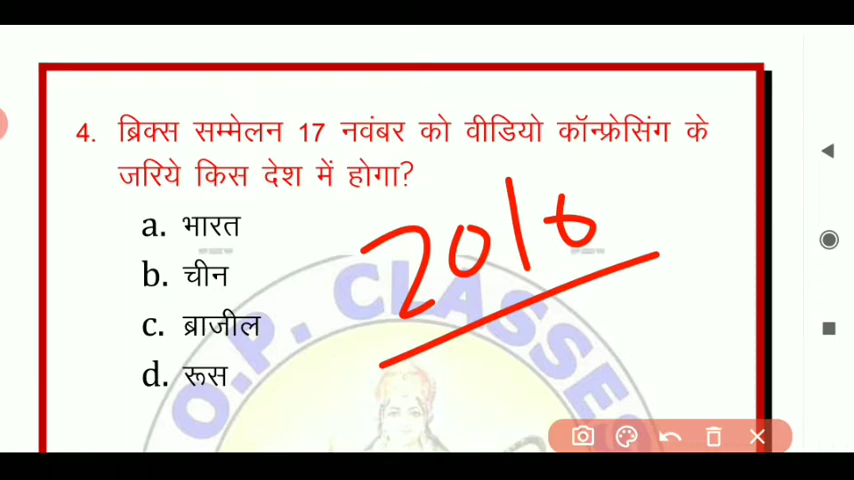 4. ब्रिक्स सम्मेलन 17 नवंबर को वीडियो कॉन्फ्रेसिंग के
जरिये किस देश में होगा?
a. भारत
2016
b. चीन
c. ब्राजील
d. रूस
O.P. CLASSES